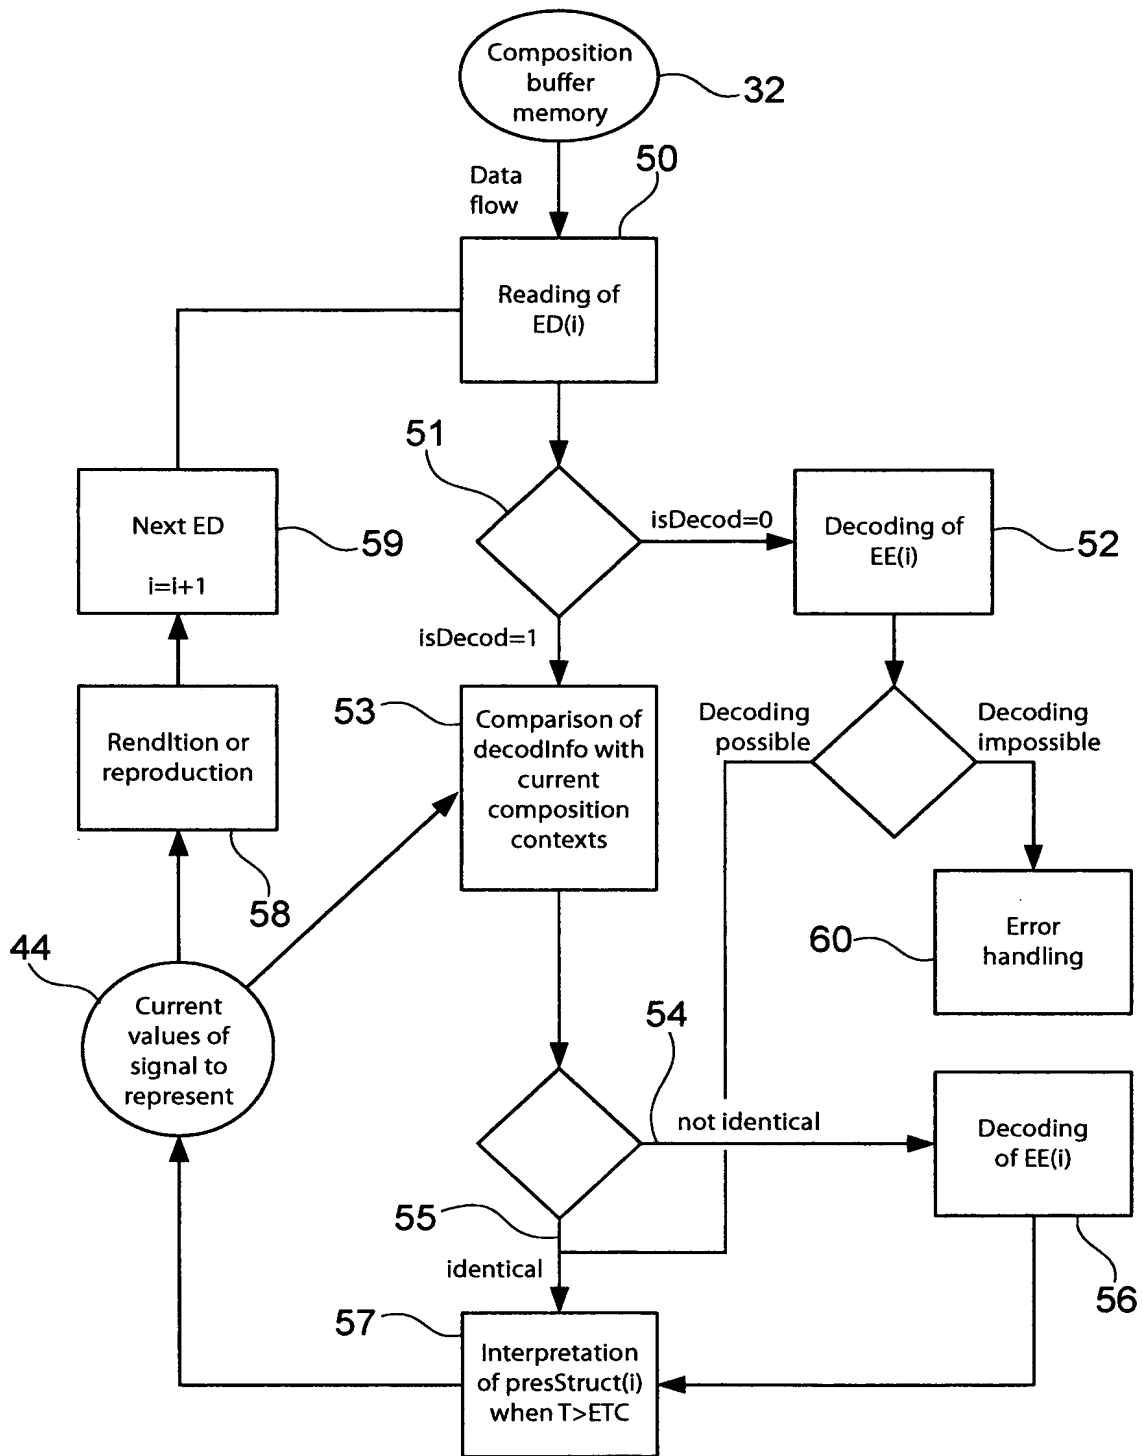 Composition
buffer
memory
32
Data
flow
50
Reading of
ED(i)
51
isDecod=0
Decoding of
EE(i)
52
Next ED
i=i+1
59
isDecod=1
53
Comparison of
decodInfo with
current
composition
contexts
Decoding
possible
Decoding
impossible
RendItion or
reproduction
58
60
Error
handling
44
Current
values of
signal to
represent
54
not identical
Decoding
of EE(i)
55
identical
56
57
Interpretation
of presStruct(i)
when T>ETC